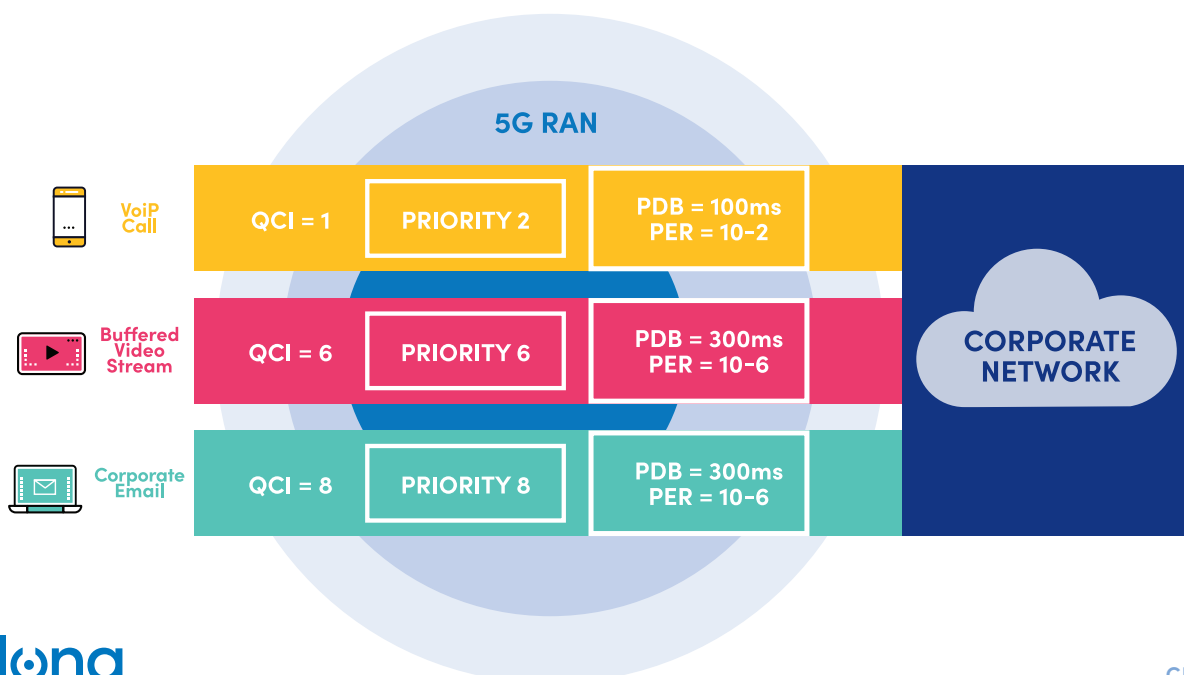 5G RAN
VoiP
Call
QCI = 1
PRIORITY 2
PDB = 100ms
PER = 10-2
Buffered
Video
Stream
QCI = 6
PRIORITY 6
PDB = 300ms
PER = 10-6
CORPORATE
NETWORK
Corporate
Email
QCI = 8
PRIORITY 8
PDB = 300ms
PER = 10-6